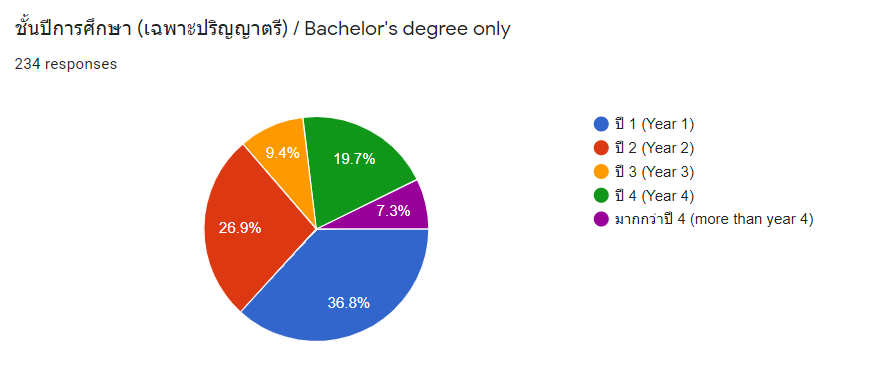 ชั้นปีการศึกษา (เฉพาะปริญญาตรี) / Bachelor's degree only
234 responses
9.4%
19.7%
7.3%
26.9%
36.8%
ปี 1 (Year 1)
ปี 2 (Year 2)
ปี 3 (Year 3)
ปี 4 (Year 4)
มากกว่าปี 4 (more than year 4)